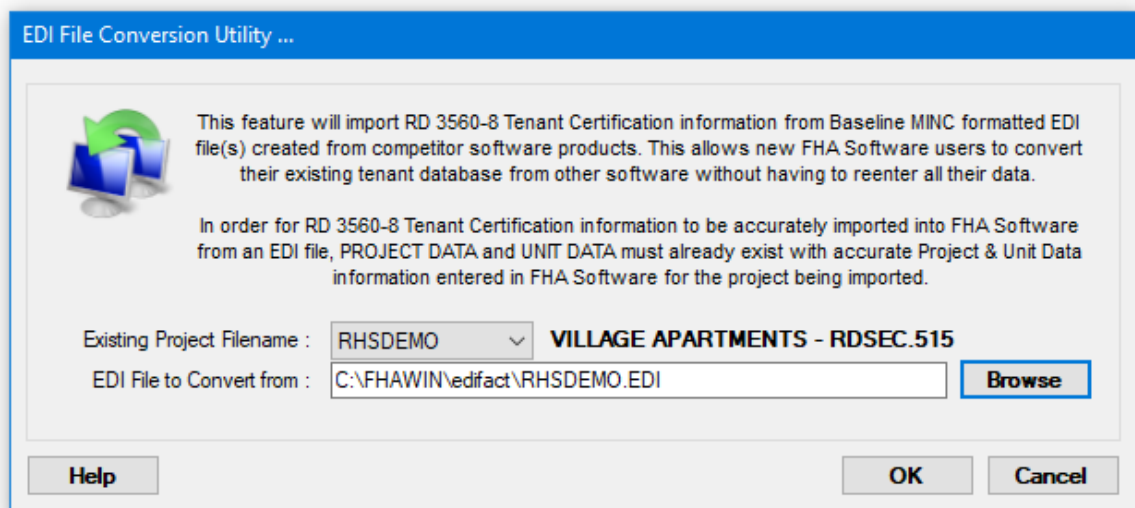 EDI File Conversion Utility ...
This feature will import RD 3560-8 Tenant Certification information from Baseline MINC formatted EDI
file(s) created from competitor software products. This allows new FHA Software users to convert
their existing tenant database from other software without having to reenter all their data.
In order for RD 3560-8 Tenant Certification information to be accurately imported into FHA Software
from an EDI file, PROJECT DATA and UNIT DATA must already exist with accurate Project & Unit Data
information entered in FHA Software for the project being imported.
Existing Project Filename : RHSDEMO VILLAGE APARTMENTS - RDSEC.515
EDI File to Convert from : C:\FHAWIN\edifact\RHSDEMO.EDI Browse
Help OK Cancel